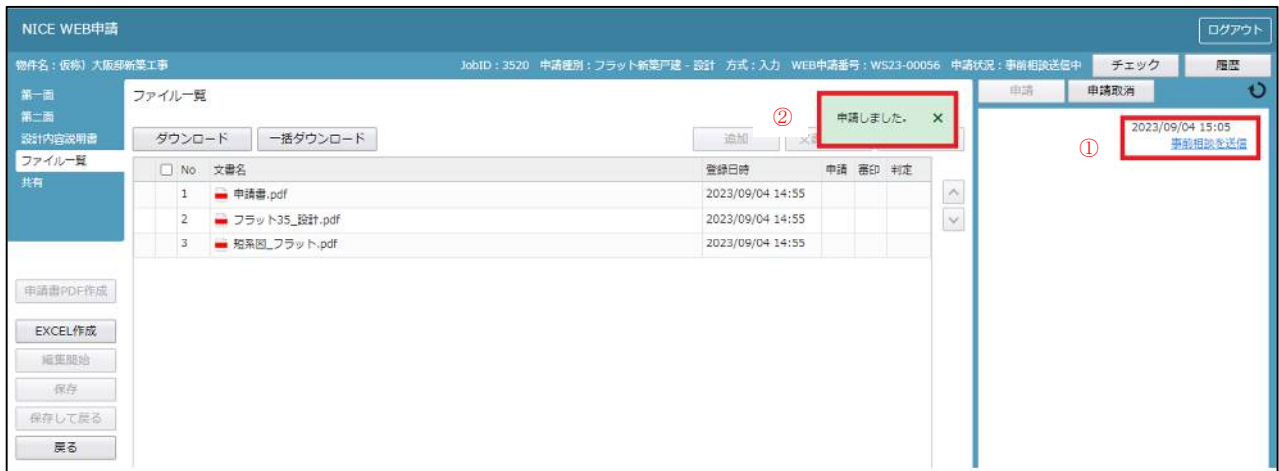 NICE WEB申請
ログアウト
物件名：仮称）大阪邸新築工事 JobID：3520 申請種別：フラット新築戸建 - 設計 方式：入力 WEB申請番号：WS23-00056 申請状況：事前相談送信中 チェック 履歴
第一面
第二面
設計内容説明書
ファイル一覧
共有
ファイル一覧
ダウンロード 一括ダウンロード 追加
② 申請しました。 ×
No 文書名 登録日時 申請 審印 判定
1 申請書.pdf 2023/09/04 14:55
2 フラット35_設計.pdf 2023/09/04 14:55
3 矩系図_フラット.pdf 2023/09/04 14:55
申請 申請取消
① 2023/09/04 15:05
事前相談を送信
申請書PDF作成
EXCEL作成
編集開始
保存
保存して戻る
戻る